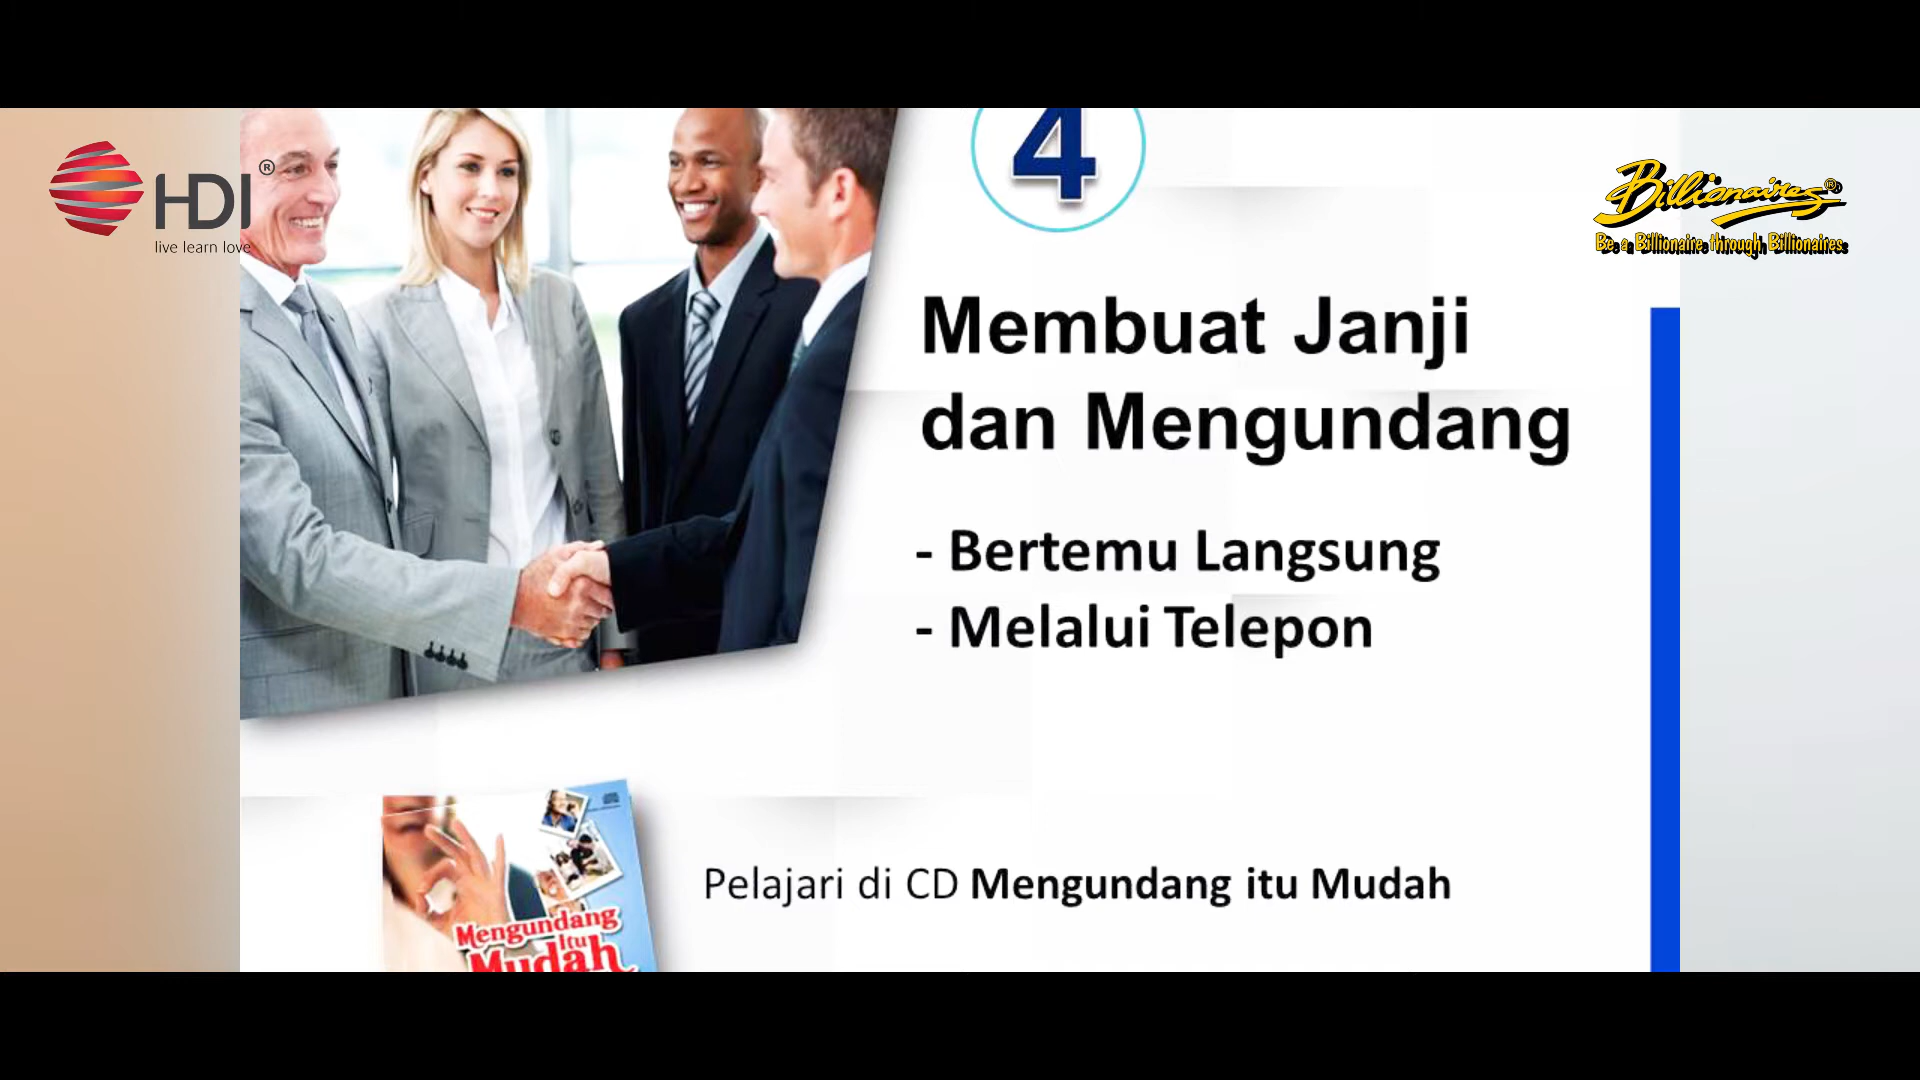 HDI®
live learn love
4
Billionaires®
Be a Billionaire through Billionaires
Membuat Janji
dan Mengundang
- Bertemu Langsung
- Melalui Telepon
Pelajari di CD Mengundang itu Mudah
Mengundang
itu
Mudah